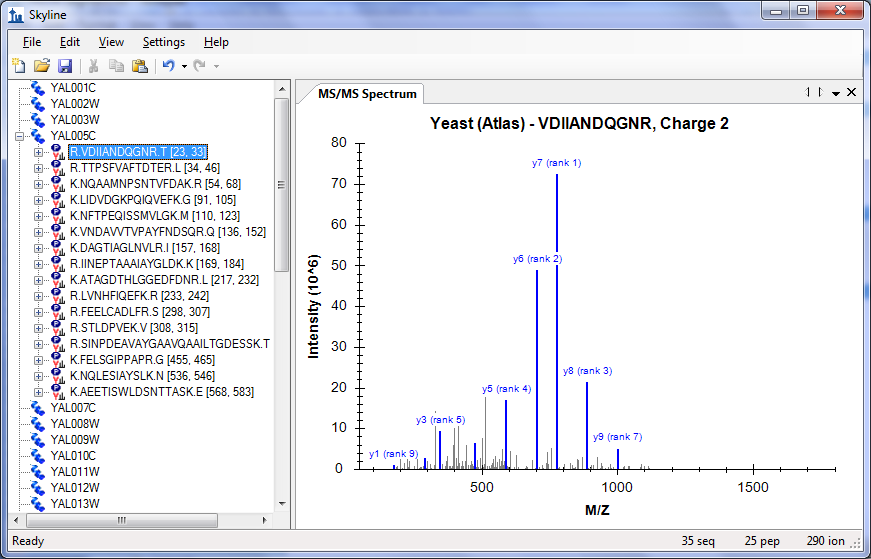 Skyline
File Edit View Settings Help
YAL001C
YAL002W
YAL003W
YAL005C
R.VDIIANDQGNR.T [23, 33]
R.TTPSFVAFTDTER.L [34, 46]
K.NQAAMNPSNTVFDAK.R [54, 68]
K.LIDVDGKPQIQVEFK.G [91, 105]
K.NFTPEQISSMVLGK.M [110, 123]
K.VNDAVVTVPAYFNDSQR.Q [136, 152]
K.DAGTIAGLNVLR.I [157, 168]
R.IINEPTAAAIAYGLDK.K [169, 184]
K.ATAGDTHLGGEDFDNR.L [217, 232]
R.LVNHFIQEFK.R [233, 242]
R.FEELCADLFR.S [298, 307]
R.STLDPVEK.V [308, 315]
R.SINPDEAVAYGAAVQAAILTGDESSK.T
K.FELSGIPPAPR.G [455, 465]
K.NQLESIAYSLK.N [536, 546]
K.AEETISWLDSNTTASK.E [568, 583]
YAL007C
YAL008W
YAL009W
YAL010C
YAL011W
YAL012W
YAL013W
MS/MS Spectrum
Yeast (Atlas) - VDIIANDQGNR, Charge 2
80
70
60
50
40
30
20
10
0
Intensity (10^6)
y7 (rank 1)
y6 (rank 2)
y8 (rank 3)
y5 (rank 4)
y3 (rank 5)
y9 (rank 7)
y1 (rank 9)
500 1000 1500
M/Z
Ready 35 seq 25 pep 290 ion